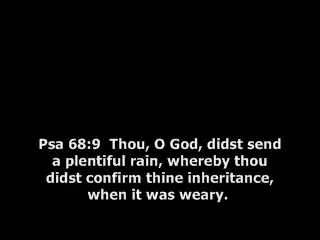 Psa 68:9  Thou, O God, didst send
a plentiful rain, whereby thou
didst confirm thine inheritance,
when it was weary.